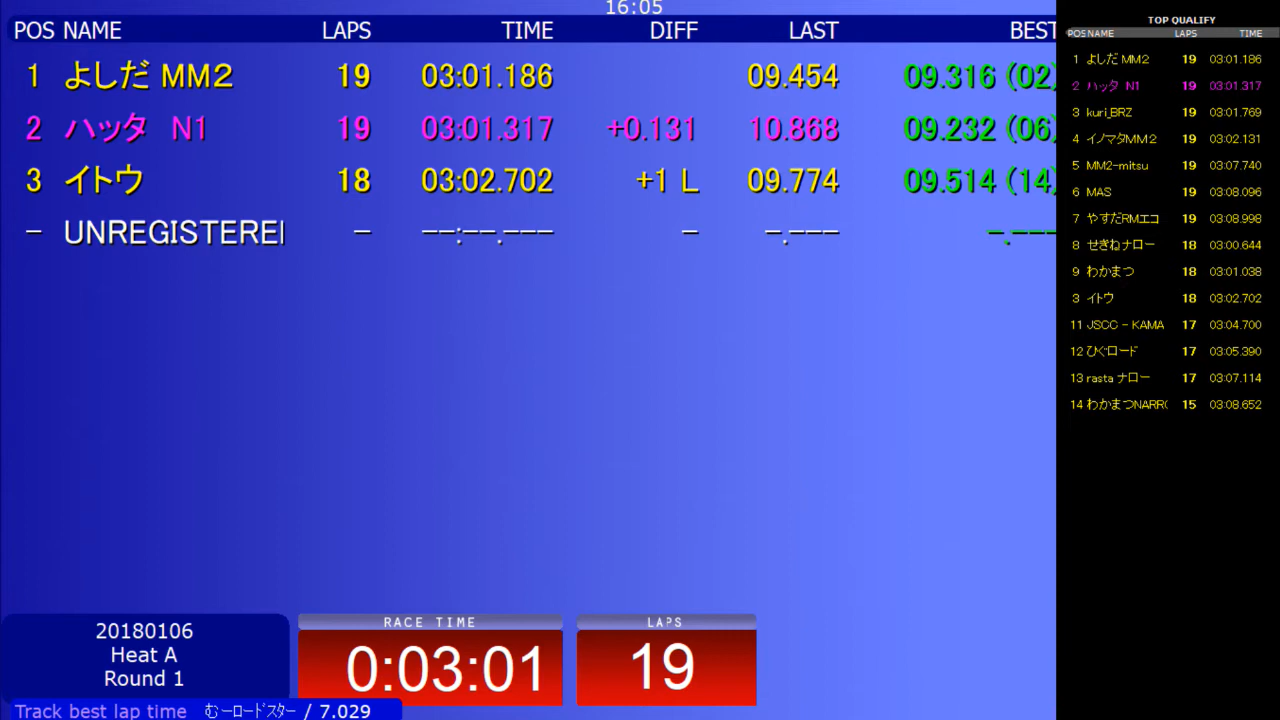 16:05
POS NAME LAPS TIME DIFF LAST BEST
1 よしだ MM2 19 03:01.186 09.454 09.316 (02)
2 ハッタ N1 19 03:01.317 +0.131 10.868 09.232 (06)
3 イトウ 18 03:02.702 +1 L 09.774 09.514 (14)
- UNREGISTERE - --:--.--- - -.--- -.---
TOP QUALIFY
POS NAME LAPS TIME
1 よしだ MM2 19 03:01.186
2 ハッタ N1 19 03:01.317
3 kuri_BRZ 19 03:01.769
4 イノマタMM2 19 03:02.131
5 MM2-mitsu 19 03:07.740
6 MAS 19 03:08.096
7 やすだRMエコ 19 03:08.998
8 せきねナロー 18 03:00.644
9 わかまつ 18 03:01.038
3 イトウ 18 03:02.702
11 JSCC - KAMA 17 03:04.700
12 ひぐロード 17 03:05.390
13 rasta ナロー 17 03:07.114
14 わかまつNARR 15 03:08.652
20180106
Heat A
Round 1
RACE TIME
0:03:01
LAPS
19
Track best lap time むーロードスター / 7.029